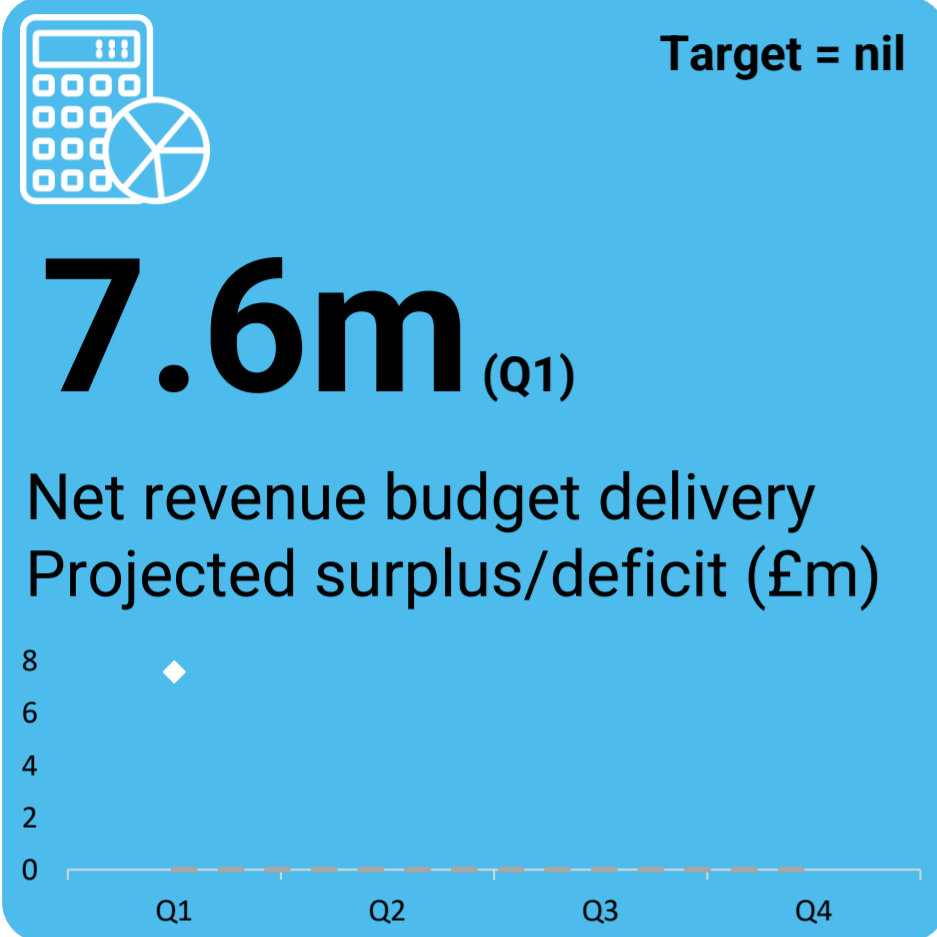 Target = nil
7.6m (Q1)
Net revenue budget delivery
Projected surplus/deficit (£m)
8
6
4
2
0
Q1 Q2 Q3 Q4